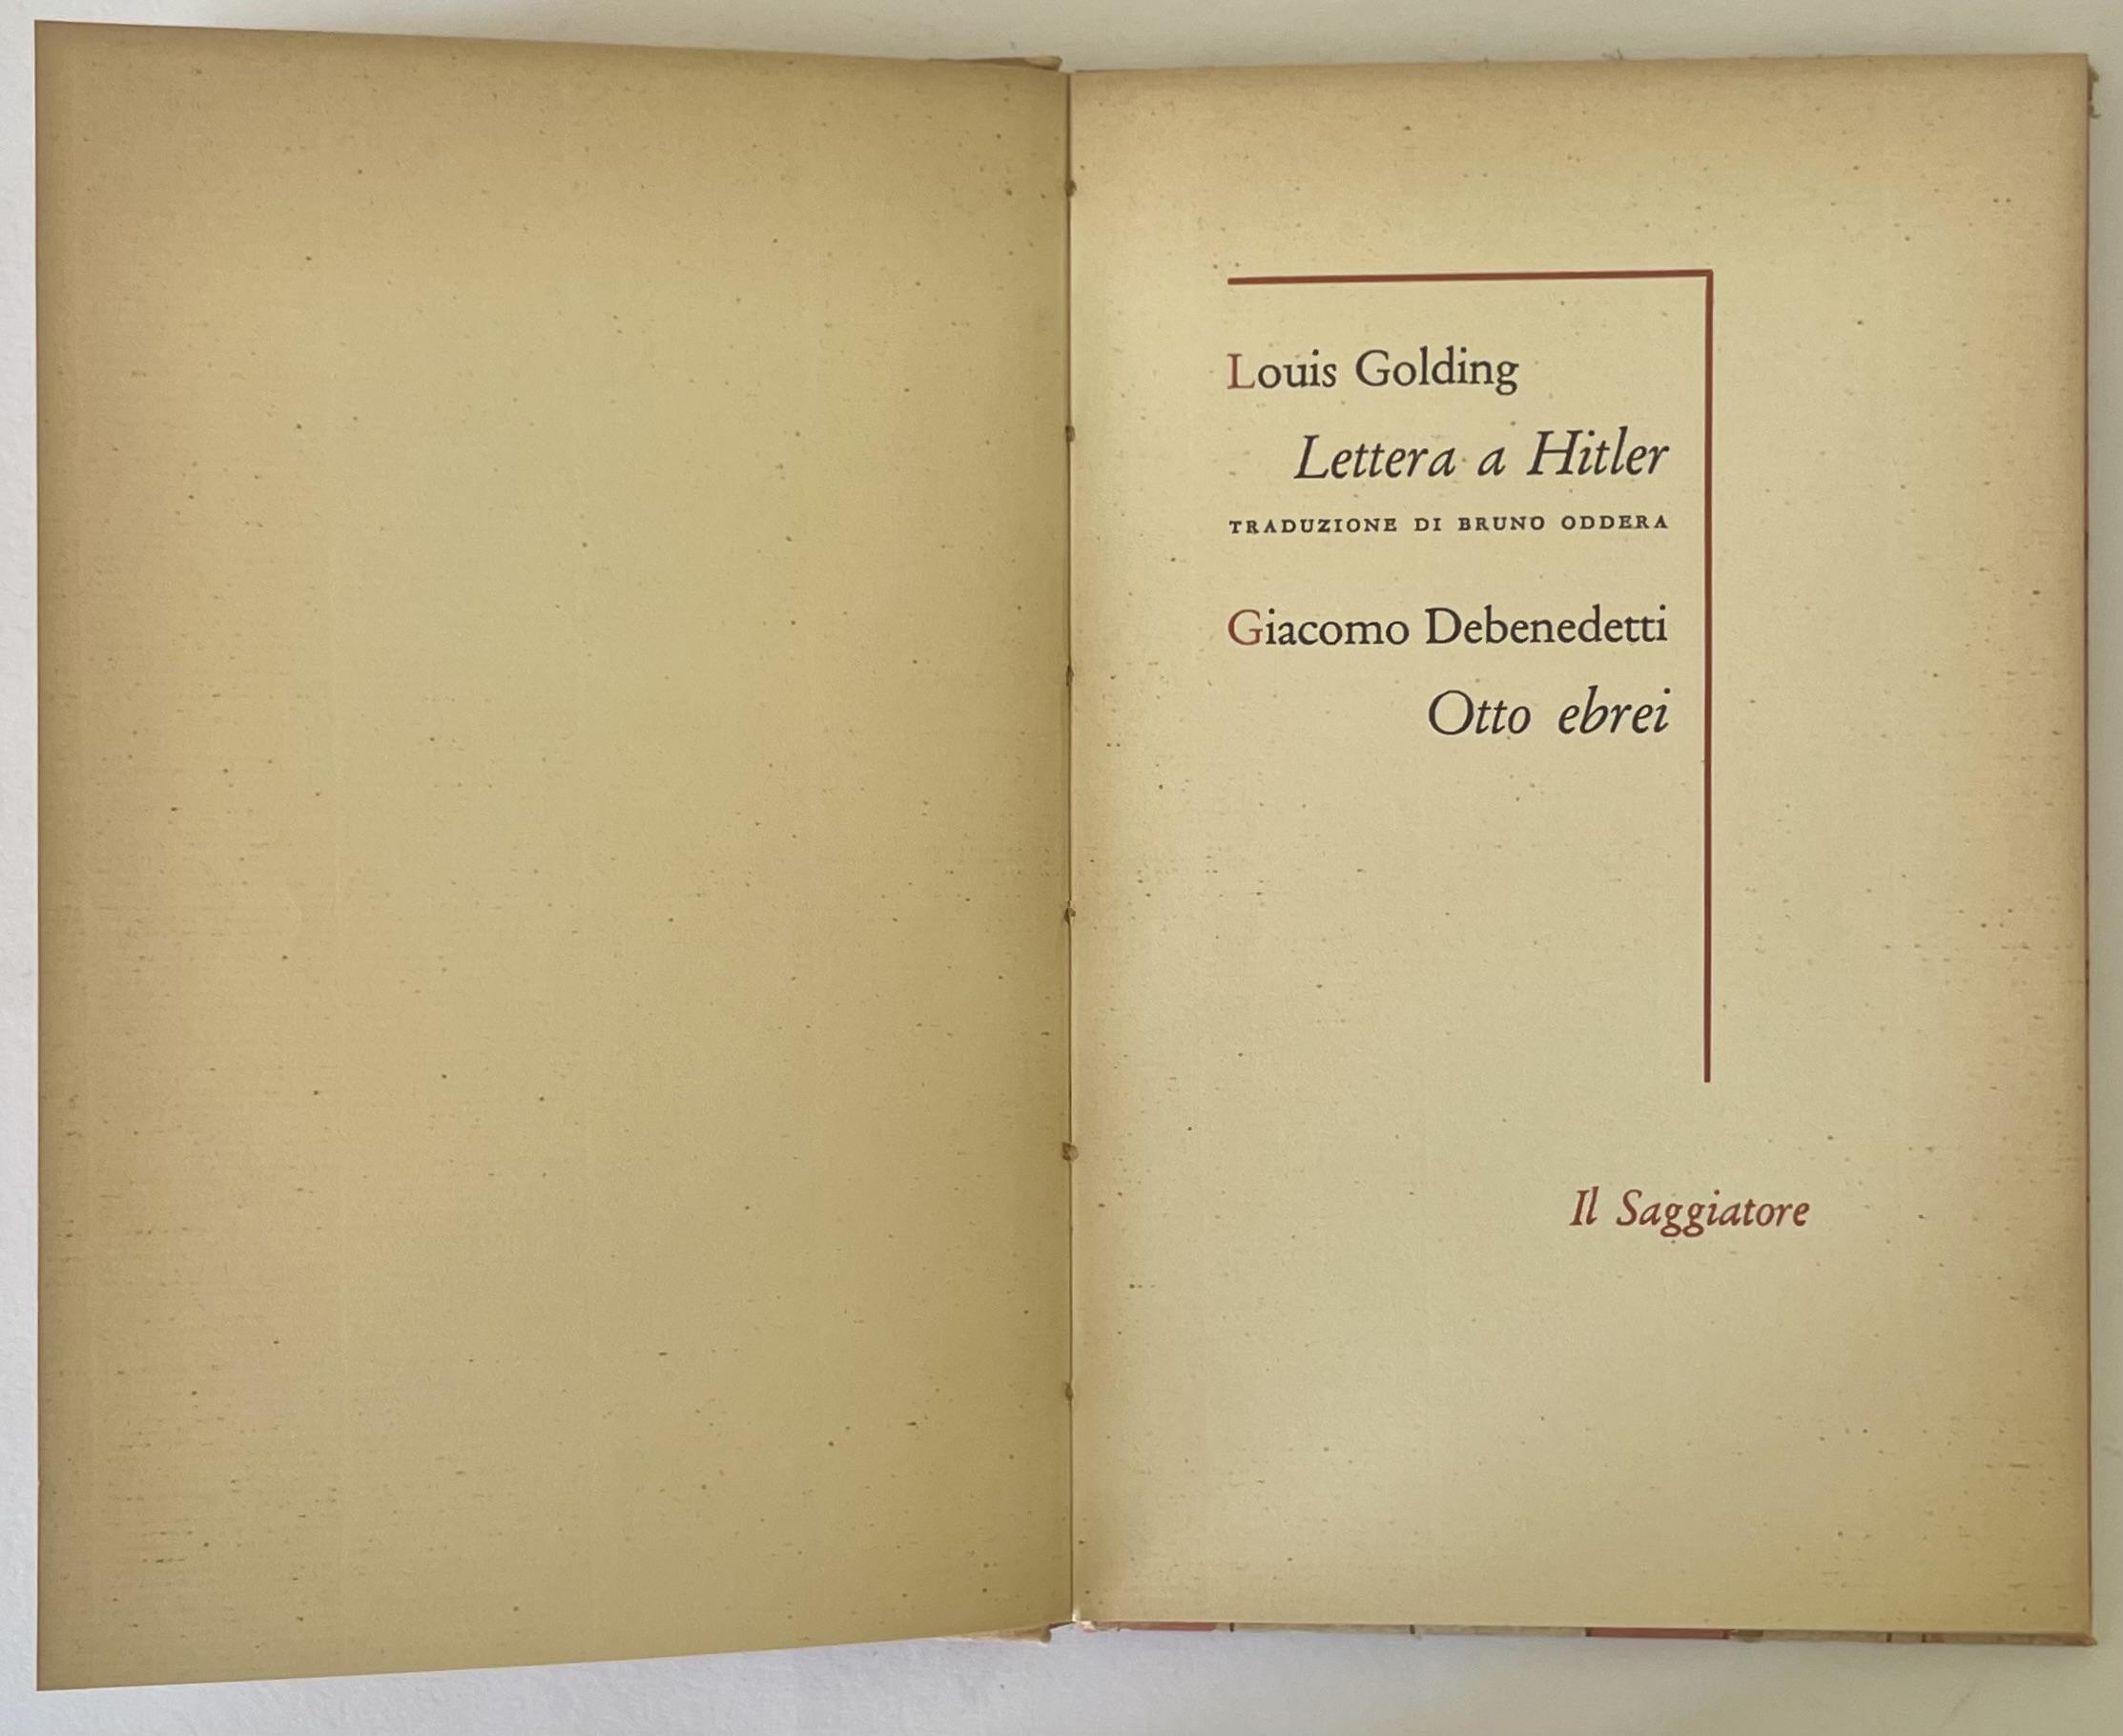 Louis Golding
Lettera a Hitler
TRADUZIONE DI BRUNO ODDERA
Giacomo Debenedetti
Otto ebrei
Il Saggiatore